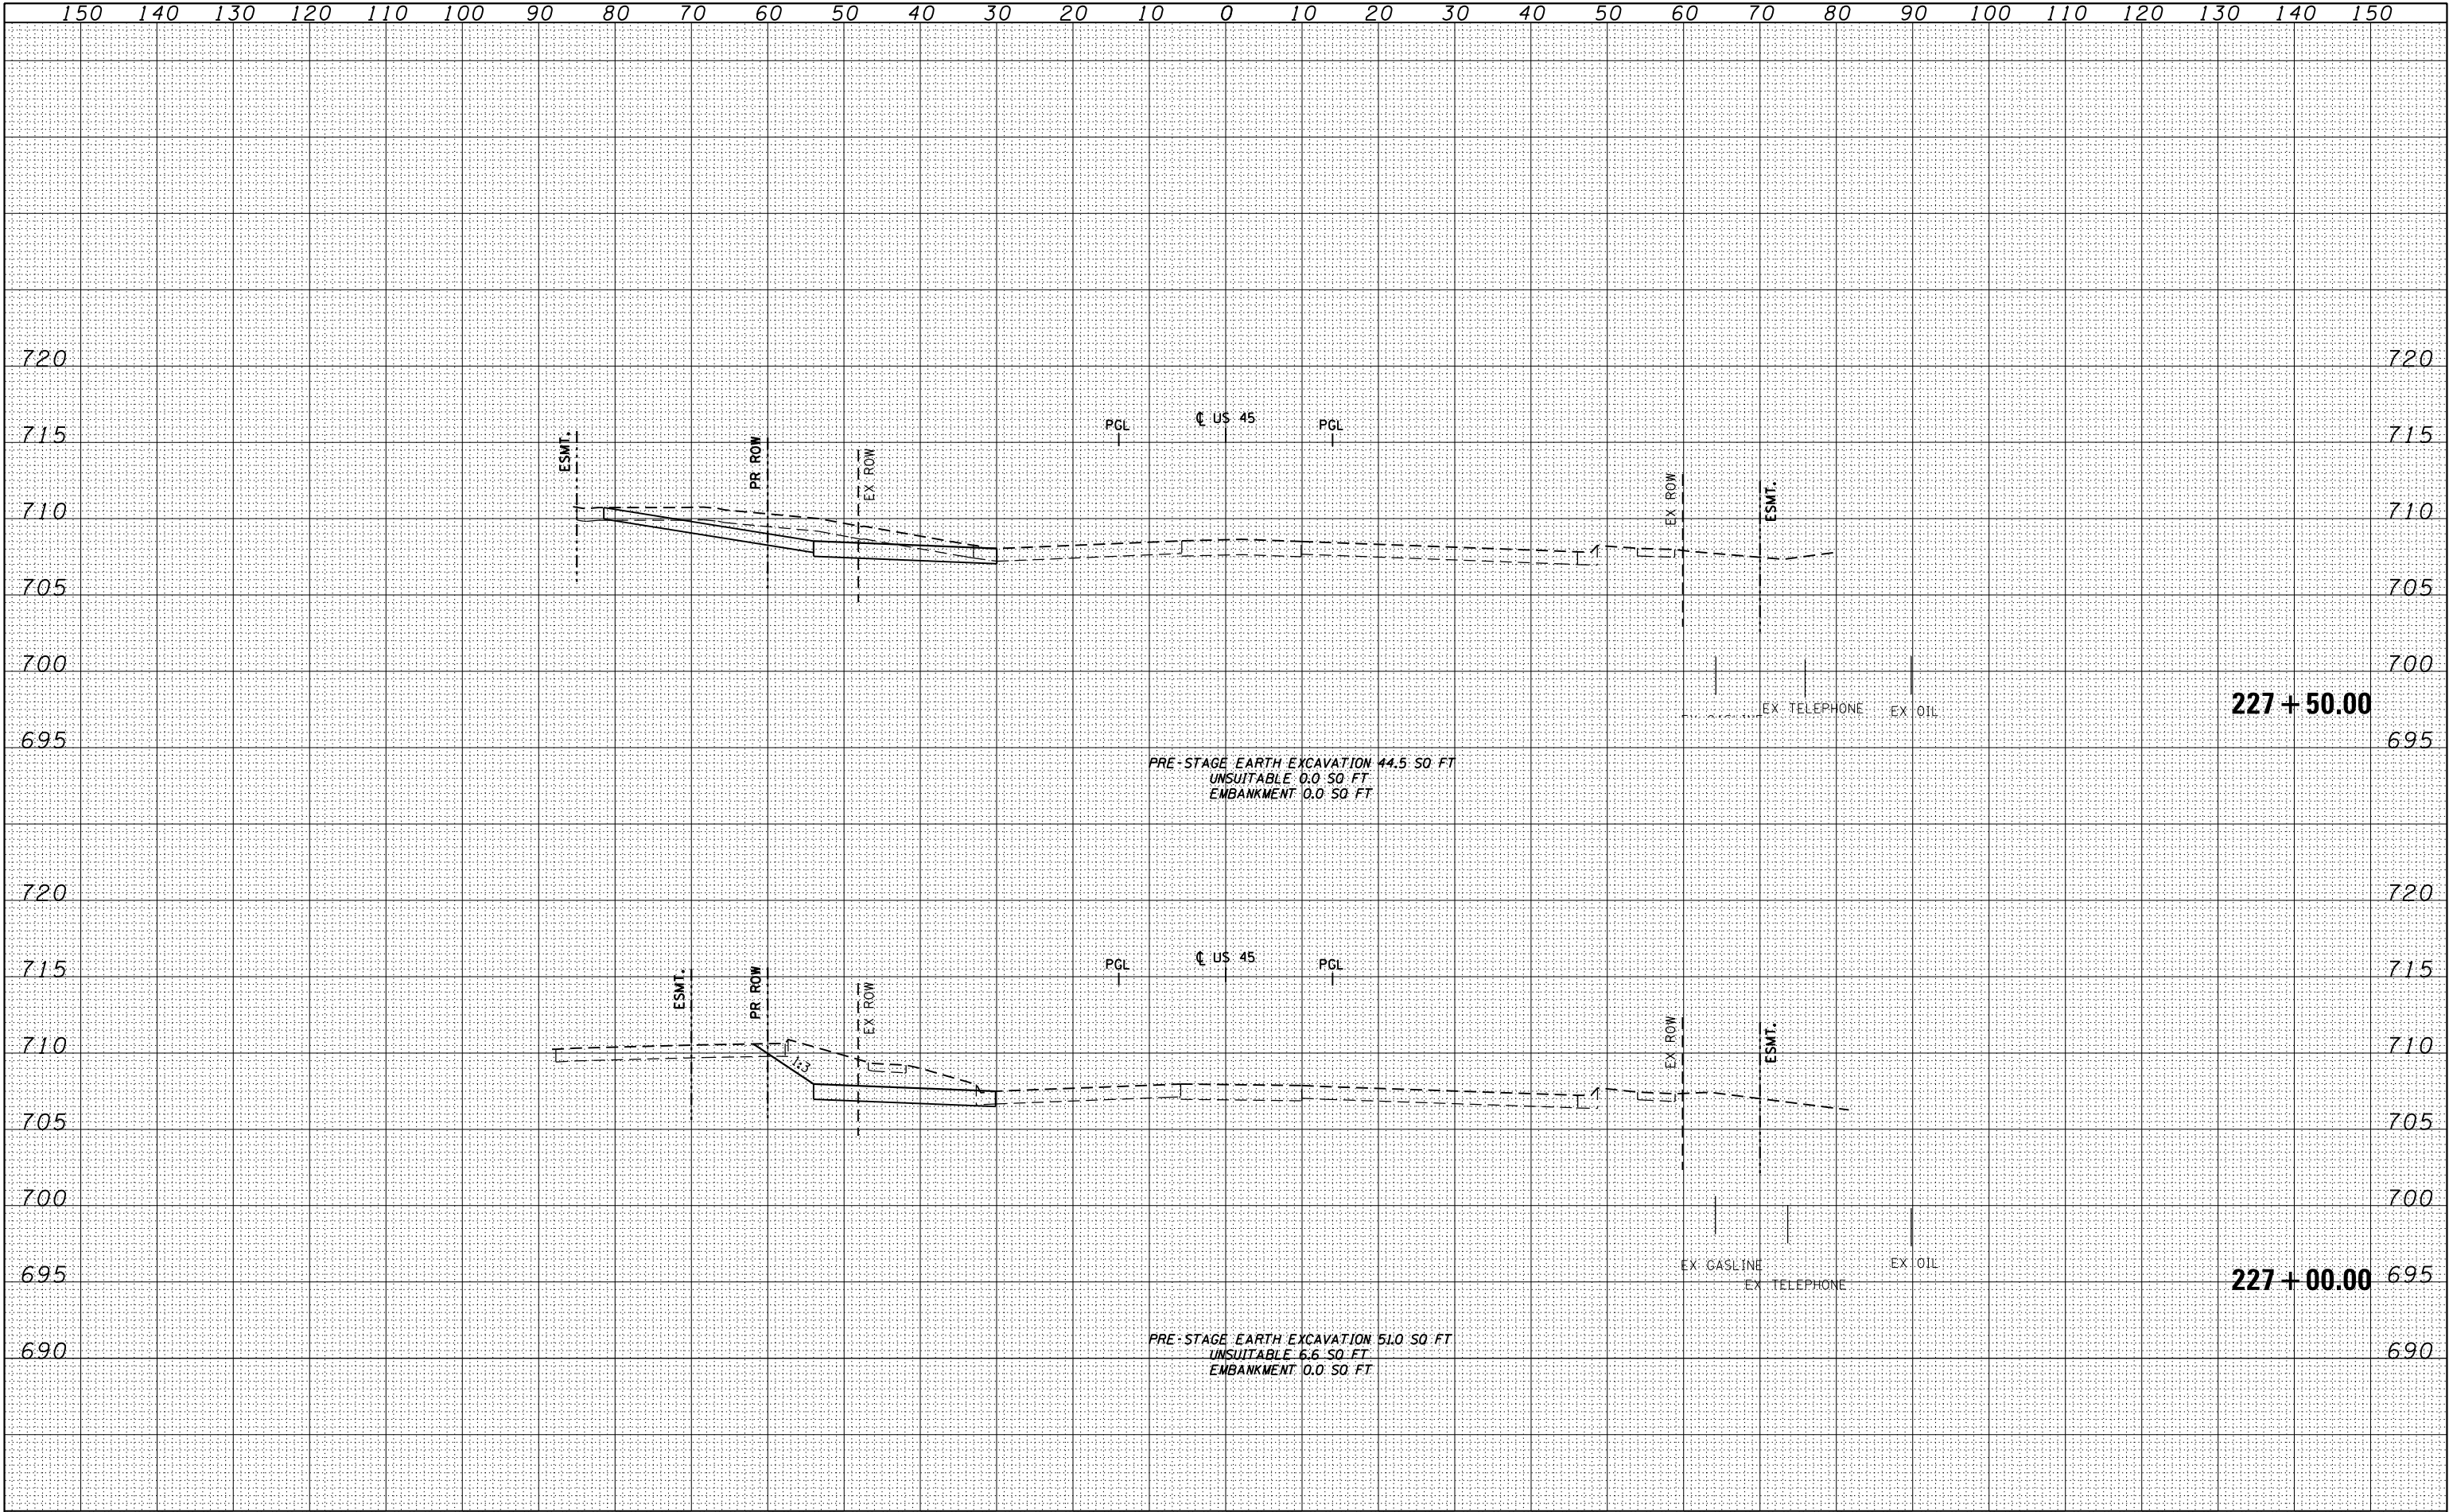 150 140 130 120 110 100 90 80 70 60 50 40 30 20 10 0 10 20 30 40 50 60 70 80 90 100 110 120 130 140 150
720 720
℄ US 45
715 PGL PGL 715
ESMT. PR ROW EX ROW EX ROW ESMT.
710 710
705 705
700 700
EX TELEPHONE EX OIL
227+50.00
695 695
PRE-STAGE EARTH EXCAVATION 44.5 SQ FT
UNSUITABLE 0.0 SQ FT
EMBANKMENT 0.0 SQ FT
720 720
℄ US 45
715 PGL PGL 715
ESMT. PR ROW EX ROW EX ROW ESMT.
710 710
1:3
705 705
700 700
EX GASLINE EX OIL
695 227+00.00 695
EX TELEPHONE
PRE-STAGE EARTH EXCAVATION 51.0 SQ FT
690 690
UNSUITABLE 6.6 SQ FT
EMBANKMENT 0.0 SQ FT